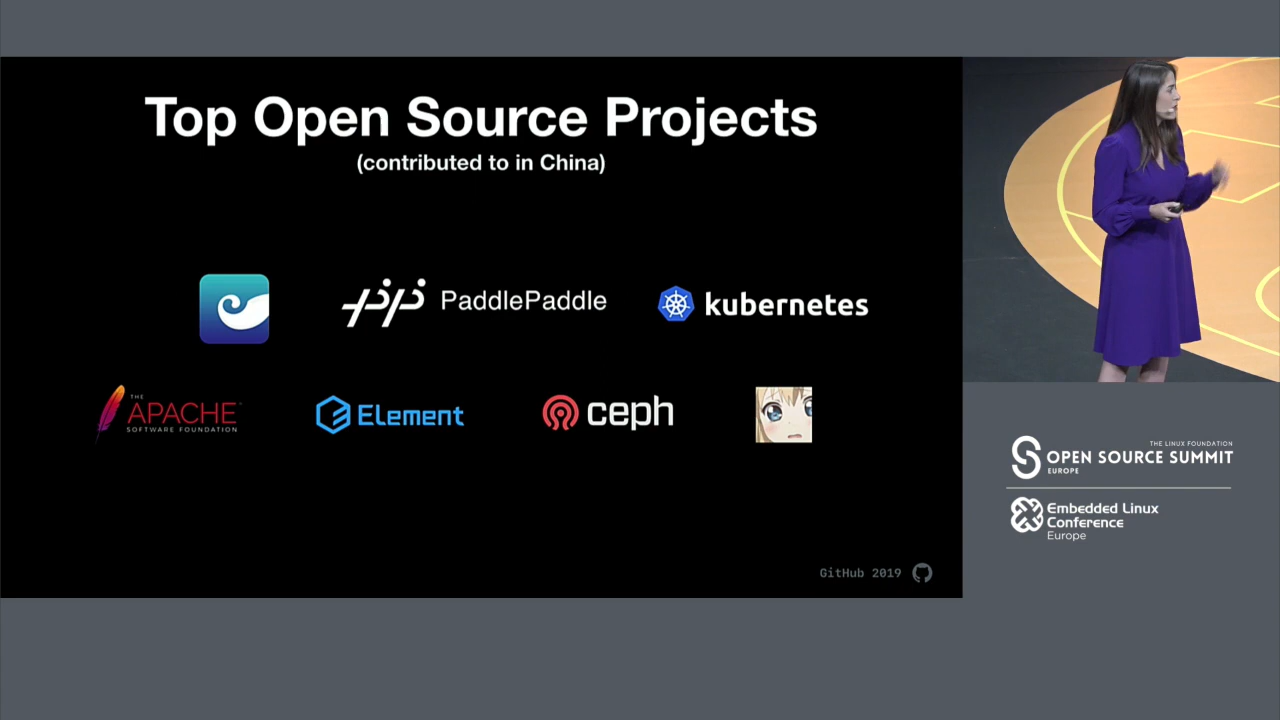 Top Open Source Projects
(contributed to in China)
PaddlePaddle
kubernetes
THE
APACHE
SOFTWARE FOUNDATION
Element
ceph
GitHub 2019
THE LINUX FOUNDATION
OPEN SOURCE SUMMIT
EUROPE
Embedded Linux
Conference
Europe